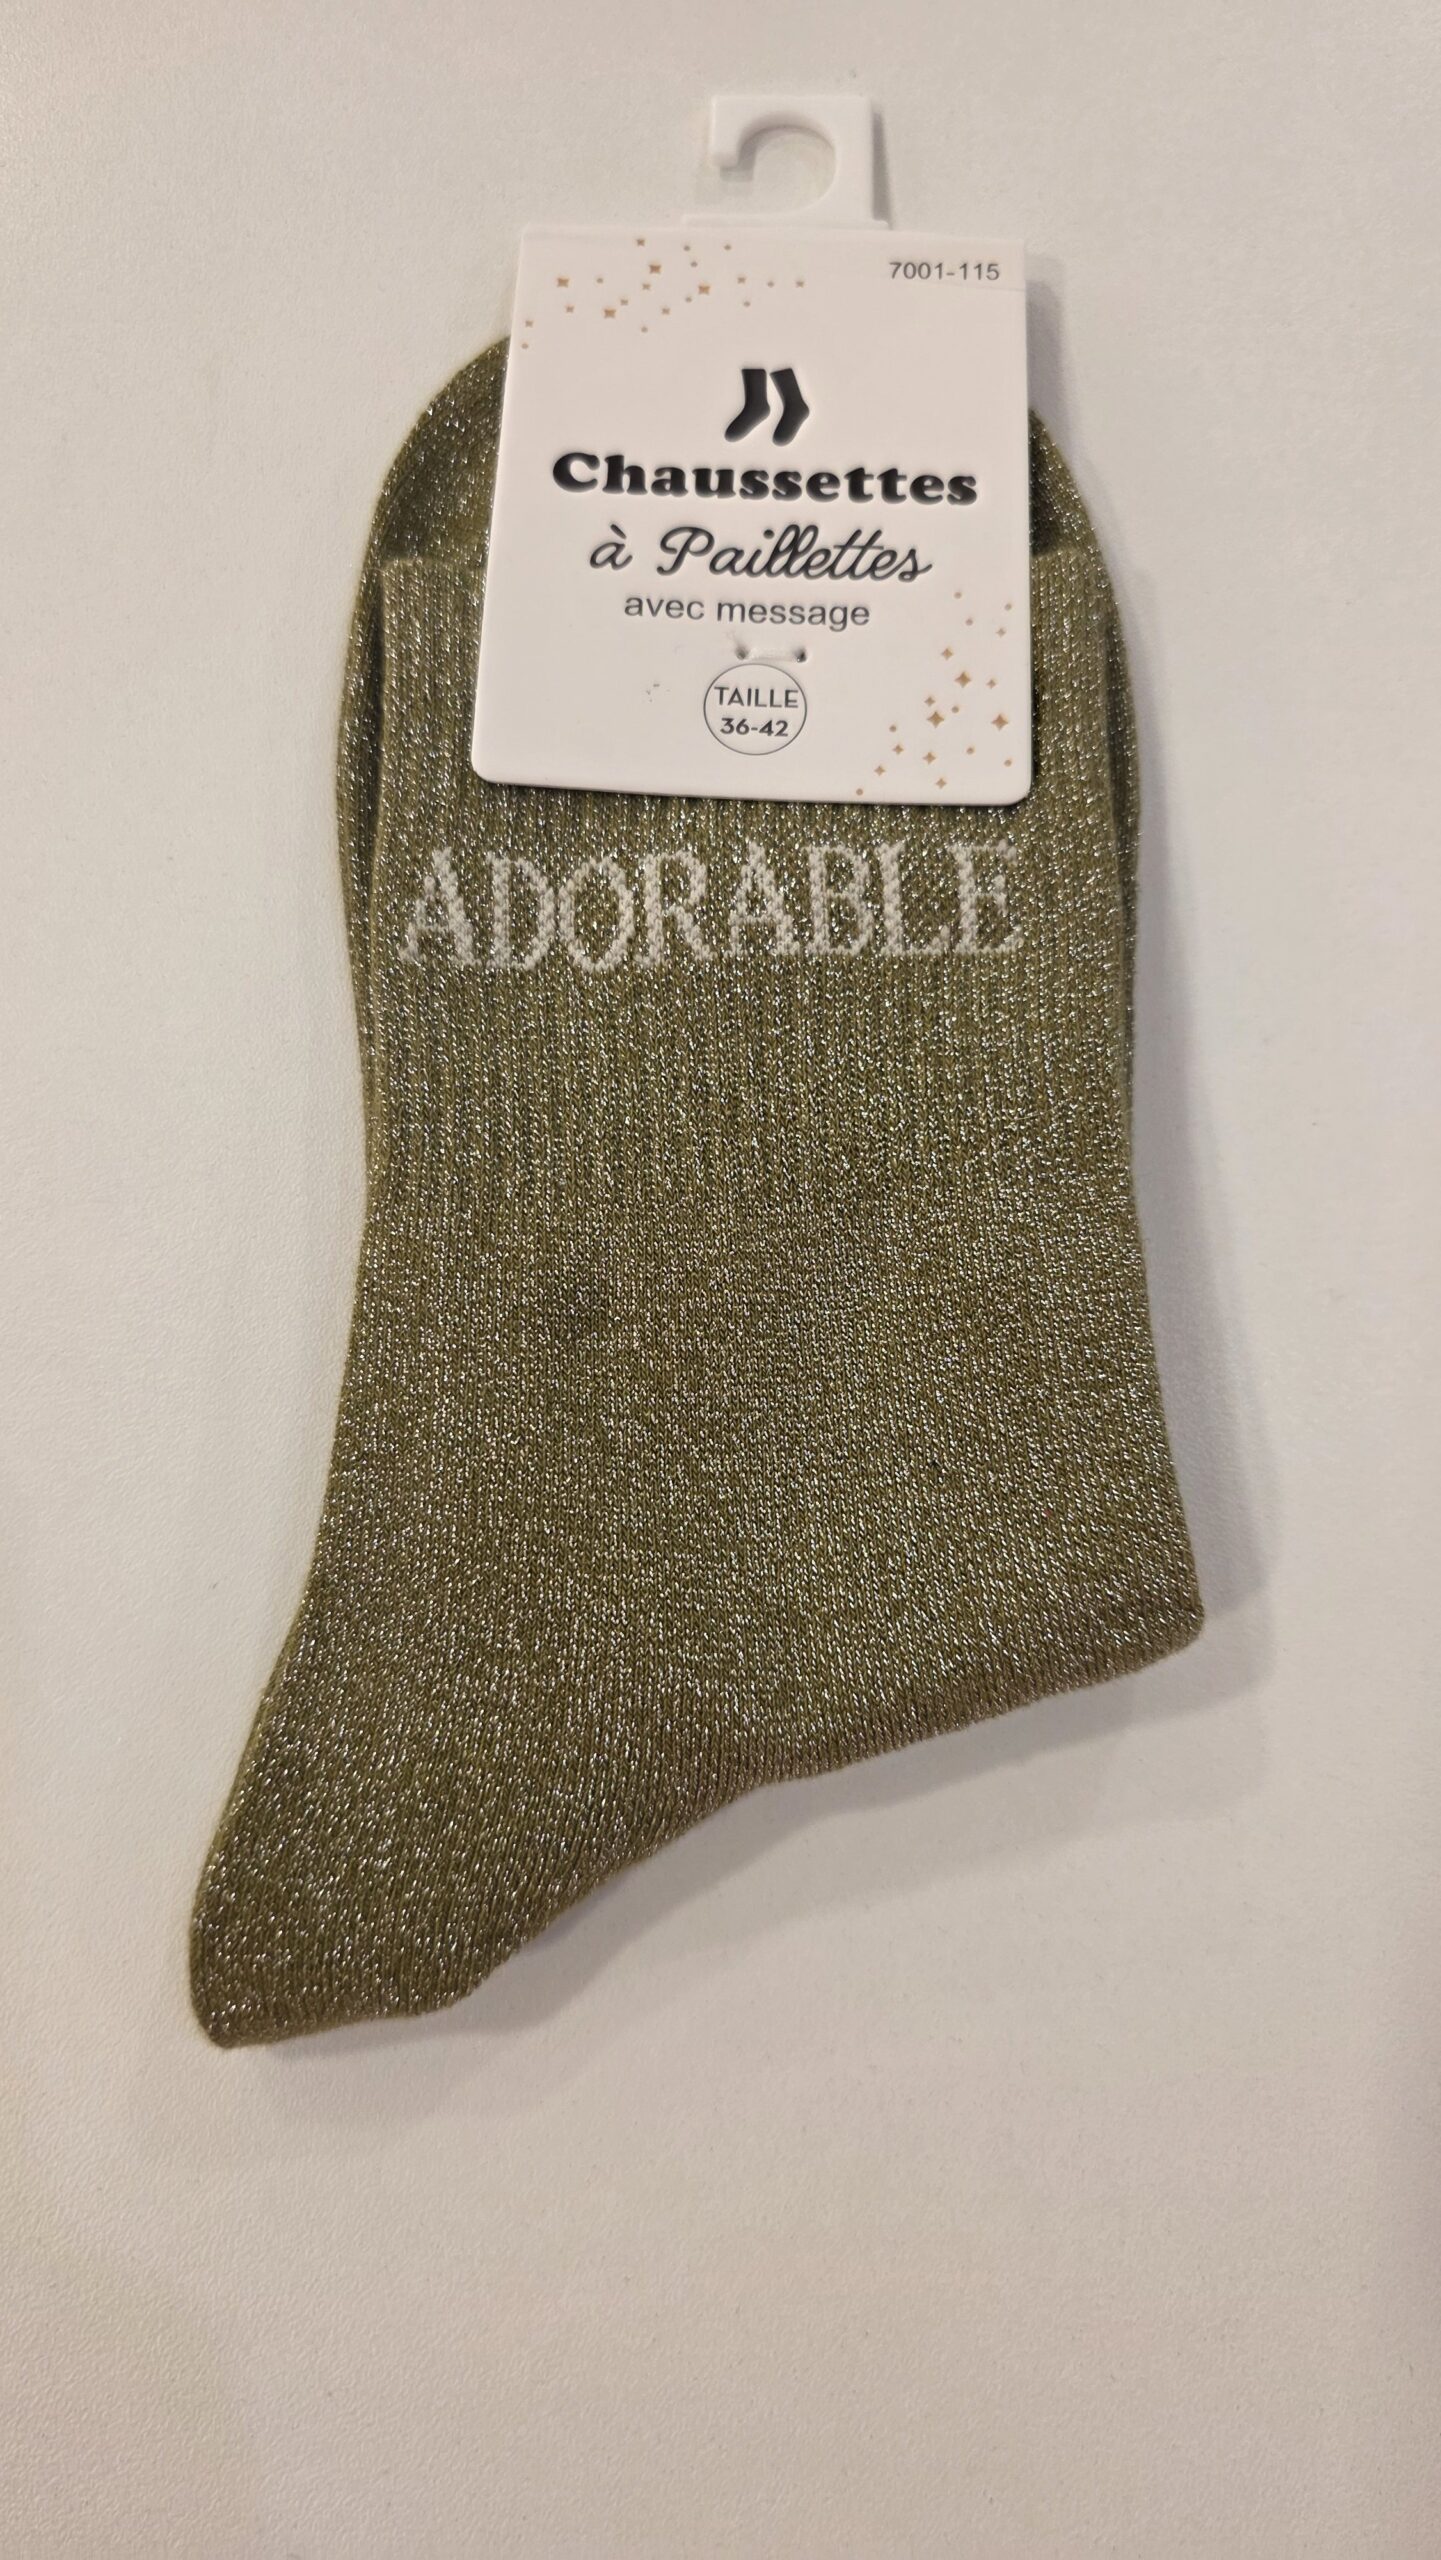 7001-115
Chaussettes
à Paillettes
avec message
TAILLE
36-42
ADORABLE